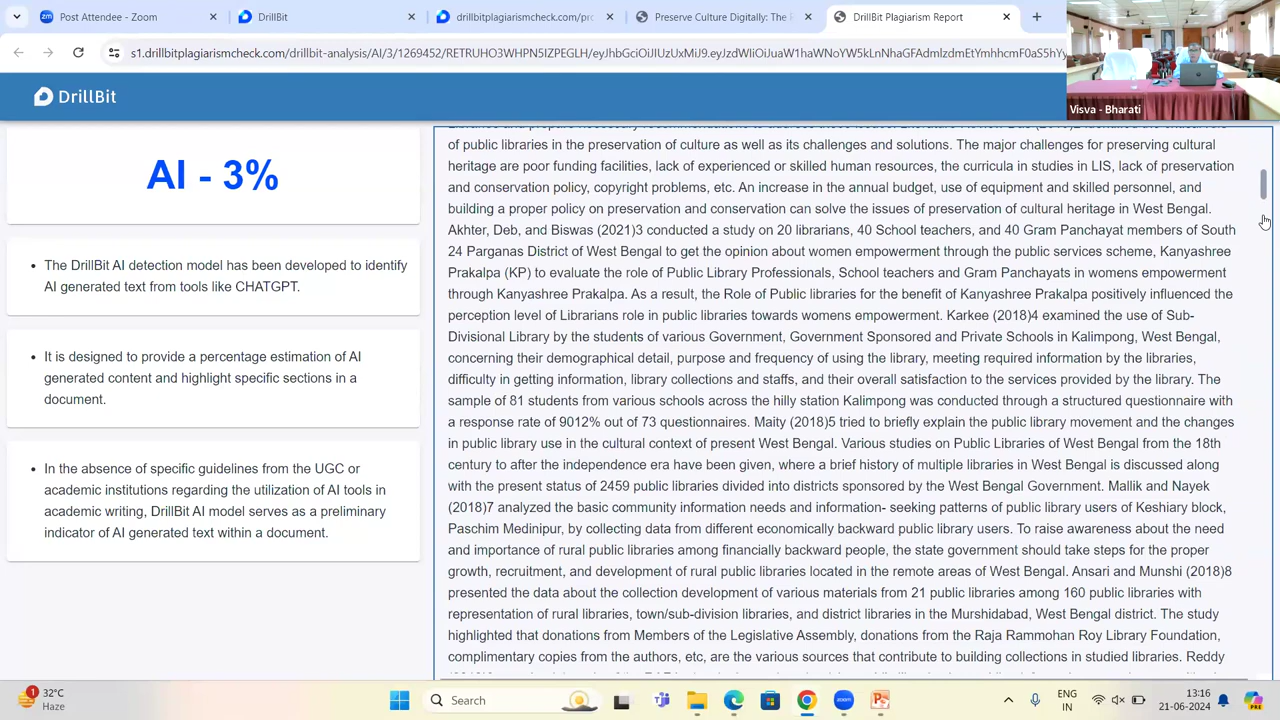 Post Attendee - Zoom
DrillBit
drillbitplagiarismcheck.com/pro
Preserve Culture Digitally: The
DrillBit Plagiarism Report
s1.drillbitplagiarismcheck.com/drillbit-analysis/AI/3/1269452/
Visva - Bharati
DrillBit
AI - 3%
The DrillBit AI detection model has been developed to identify
AI generated text from tools like CHATGPT.
It is designed to provide a percentage estimation of AI
generated content and highlight specific sections in a
document.
In the absence of specific guidelines from the UGC or
academic institutions regarding the utilization of AI tools in
academic writing, DrillBit AI model serves as a preliminary
indicator of AI generated text within a document.
of public libraries in the preservation of culture as well as its challenges and solutions. The major challenges for preserving cultural
heritage are poor funding facilities, lack of experienced or skilled human resources, the curricula in studies in LIS, lack of preservation
and conservation policy, copyright problems, etc. An increase in the annual budget, use of equipment and skilled personnel, and
building a proper policy on preservation and conservation can solve the issues of preservation of cultural heritage in West Bengal.
Akhter, Deb, and Biswas (2021)3 conducted a study on 20 librarians, 40 School teachers, and 40 Gram Panchayat members of South
24 Parganas District of West Bengal to get the opinion about women empowerment through the public services scheme, Kanyashree
Prakalpa (KP) to evaluate the role of Public Library Professionals, School teachers and Gram Panchayats in womens empowerment
through Kanyashree Prakalpa. As a result, the Role of Public libraries for the benefit of Kanyashree Prakalpa positively influenced the
perception level of Librarians role in public libraries towards womens empowerment. Karkee (2018)4 examined the use of Sub-
Divisional Library by the students of various Government, Government Sponsored and Private Schools in Kalimpong, West Bengal,
concerning their demographical detail, purpose and frequency of using the library, meeting required information by the libraries,
difficulty in getting information, library collections and staffs, and their overall satisfaction to the services provided by the library. The
sample of 81 students from various schools across the hilly station Kalimpong was conducted through a structured questionnaire with
a response rate of 9012% out of 73 questionnaires. Maity (2018)5 tried to briefly explain the public library movement and the changes
in public library use in the cultural context of present West Bengal. Various studies on Public Libraries of West Bengal from the 18th
century to after the independence era have been given, where a brief history of multiple libraries in West Bengal is discussed along
with the present status of 2459 public libraries divided into districts sponsored by the West Bengal Government. Mallik and Nayek
(2018)7 analyzed the basic community information needs and information- seeking patterns of public library users of Keshiary block,
Paschim Medinipur, by collecting data from different economically backward public library users. To raise awareness about the need
and importance of rural public libraries among financially backward people, the state government should take steps for the proper
growth, recruitment, and development of rural public libraries located in the remote areas of West Bengal. Ansari and Munshi (2018)8
presented the data about the collection development of various materials from 21 public libraries among 160 public libraries with
representation of rural libraries, town/sub-division libraries, and district libraries in the Murshidabad, West Bengal district. The study
highlighted that donations from Members of the Legislative Assembly, donations from the Raja Rammohan Roy Library Foundation,
complimentary copies from the authors, etc, are the various sources that contribute to building collections in studied libraries. Reddy
1
32°C
Haze
Search
ENG
IN
13:16
21-06-2024